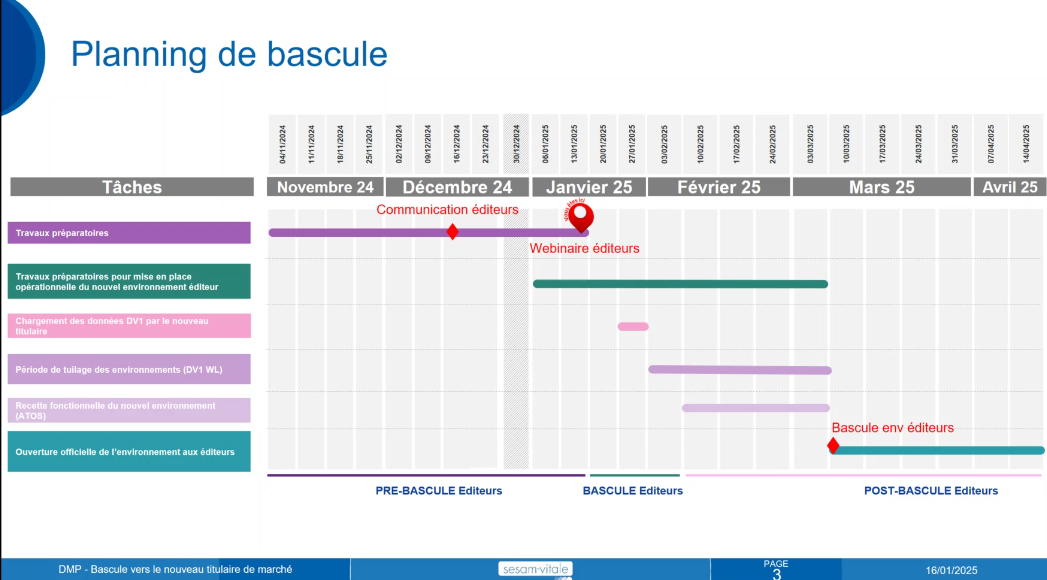 Planning de bascule
04/11/2024
11/11/2024
18/11/2024
25/11/2024
02/12/2024
09/12/2024
16/12/2024
23/12/2024
30/12/2024
06/01/2025
13/01/2025
20/01/2025
27/01/2025
03/02/2025
10/02/2025
17/02/2025
24/02/2025
03/03/2025
10/03/2025
17/03/2025
24/03/2025
31/03/2025
07/04/2025
14/04/2025
Tâches
Novembre 24
Décembre 24
Janvier 25
Février 25
Mars 25
Avril 25
Communication éditeurs
Vous êtes ici
Travaux préparatoires
Webinaire éditeurs
Travaux préparatoires pour mise en place
opérationnelle du nouvel environnement éditeur
Chargement des données DV1 par le nouveau
titulaire
Période de tuilage des environnements (DV1 WL)
Recette fonctionnelle du nouvel environnement
(ATOS)
Bascule env éditeurs
Ouverture officielle de l'environnement aux éditeurs
PRE-BASCULE Editeurs
BASCULE Editeurs
POST-BASCULE Editeurs
DMP - Bascule vers le nouveau titulaire de marché
sesam-vitale
PAGE
3
16/01/2025